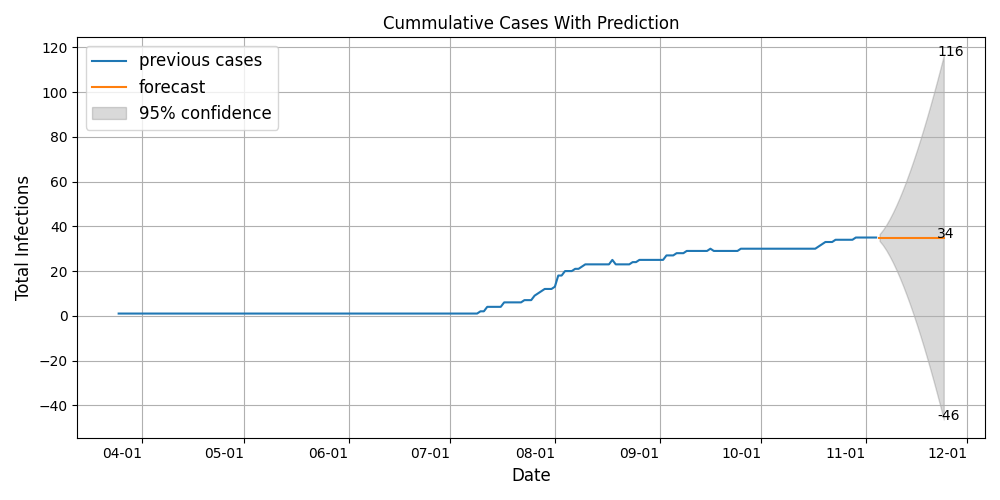 Cummulative Cases With Prediction
previous cases
forecast
95% confidence
120
100
80
60
40
20
0
−20
−40
Total Infections
116
34
-46
04-01 05-01 06-01 07-01 08-01 09-01 10-01 11-01 12-01
Date